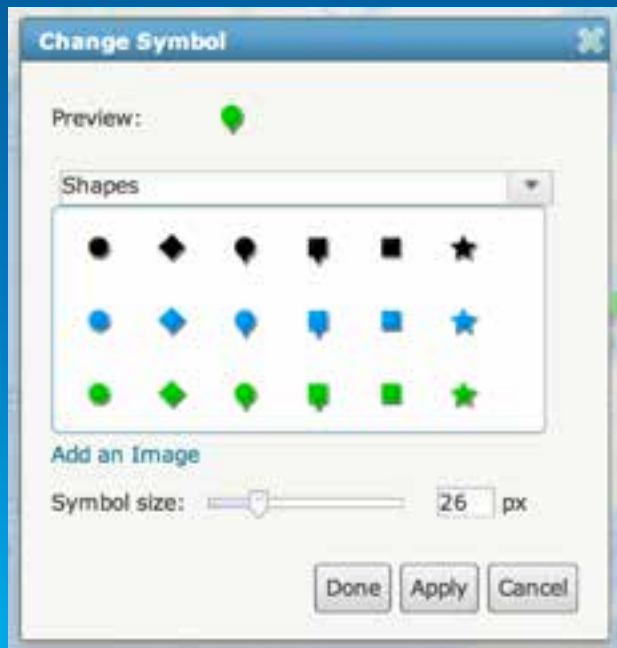 Change Symbol
Preview:
Shapes
Add an Image
Symbol size: 26 px
Done Apply Cancel